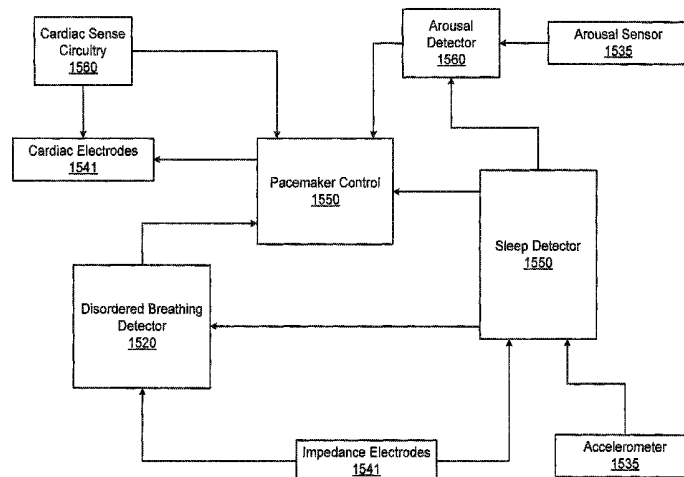 Cardiac Sense
Circuitry
1560
Arousal
Detector
1560
Arousal Sensor
1535
Cardiac Electrodes
1541
Pacemaker Control
1550
Sleep Detector
1550
Disordered Breathing
Detector
1520
Impedance Electrodes
1541
Accelerometer
1535